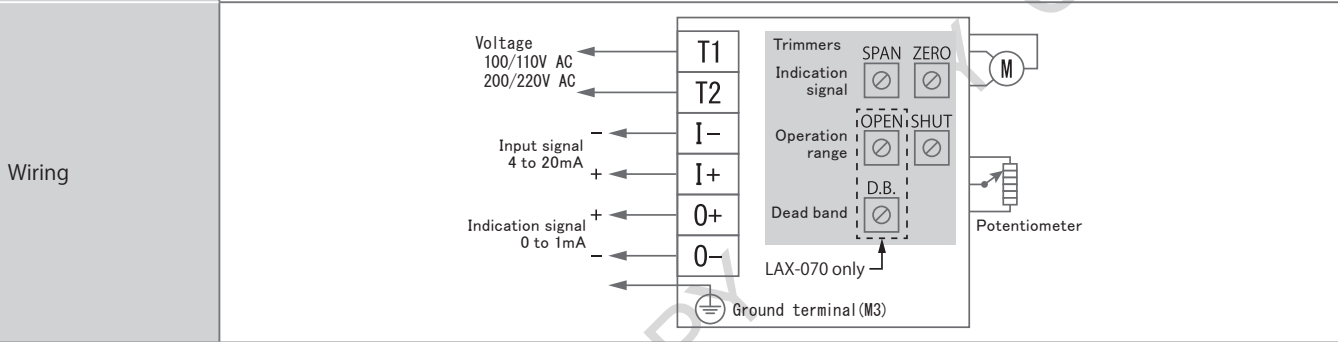 Wiring
Voltage
100/110V AC
200/220V AC
Input signal
4 to 20mA
−
+
Indication signal
0 to 1mA
+
−
T1
T2
I−
I+
O+
O−
Ground terminal(M3)
Trimmers
SPAN ZERO
Indication
signal
OPEN SHUT
Operation
range
D.B.
Dead band
LAX-070 only
M
Potentiometer